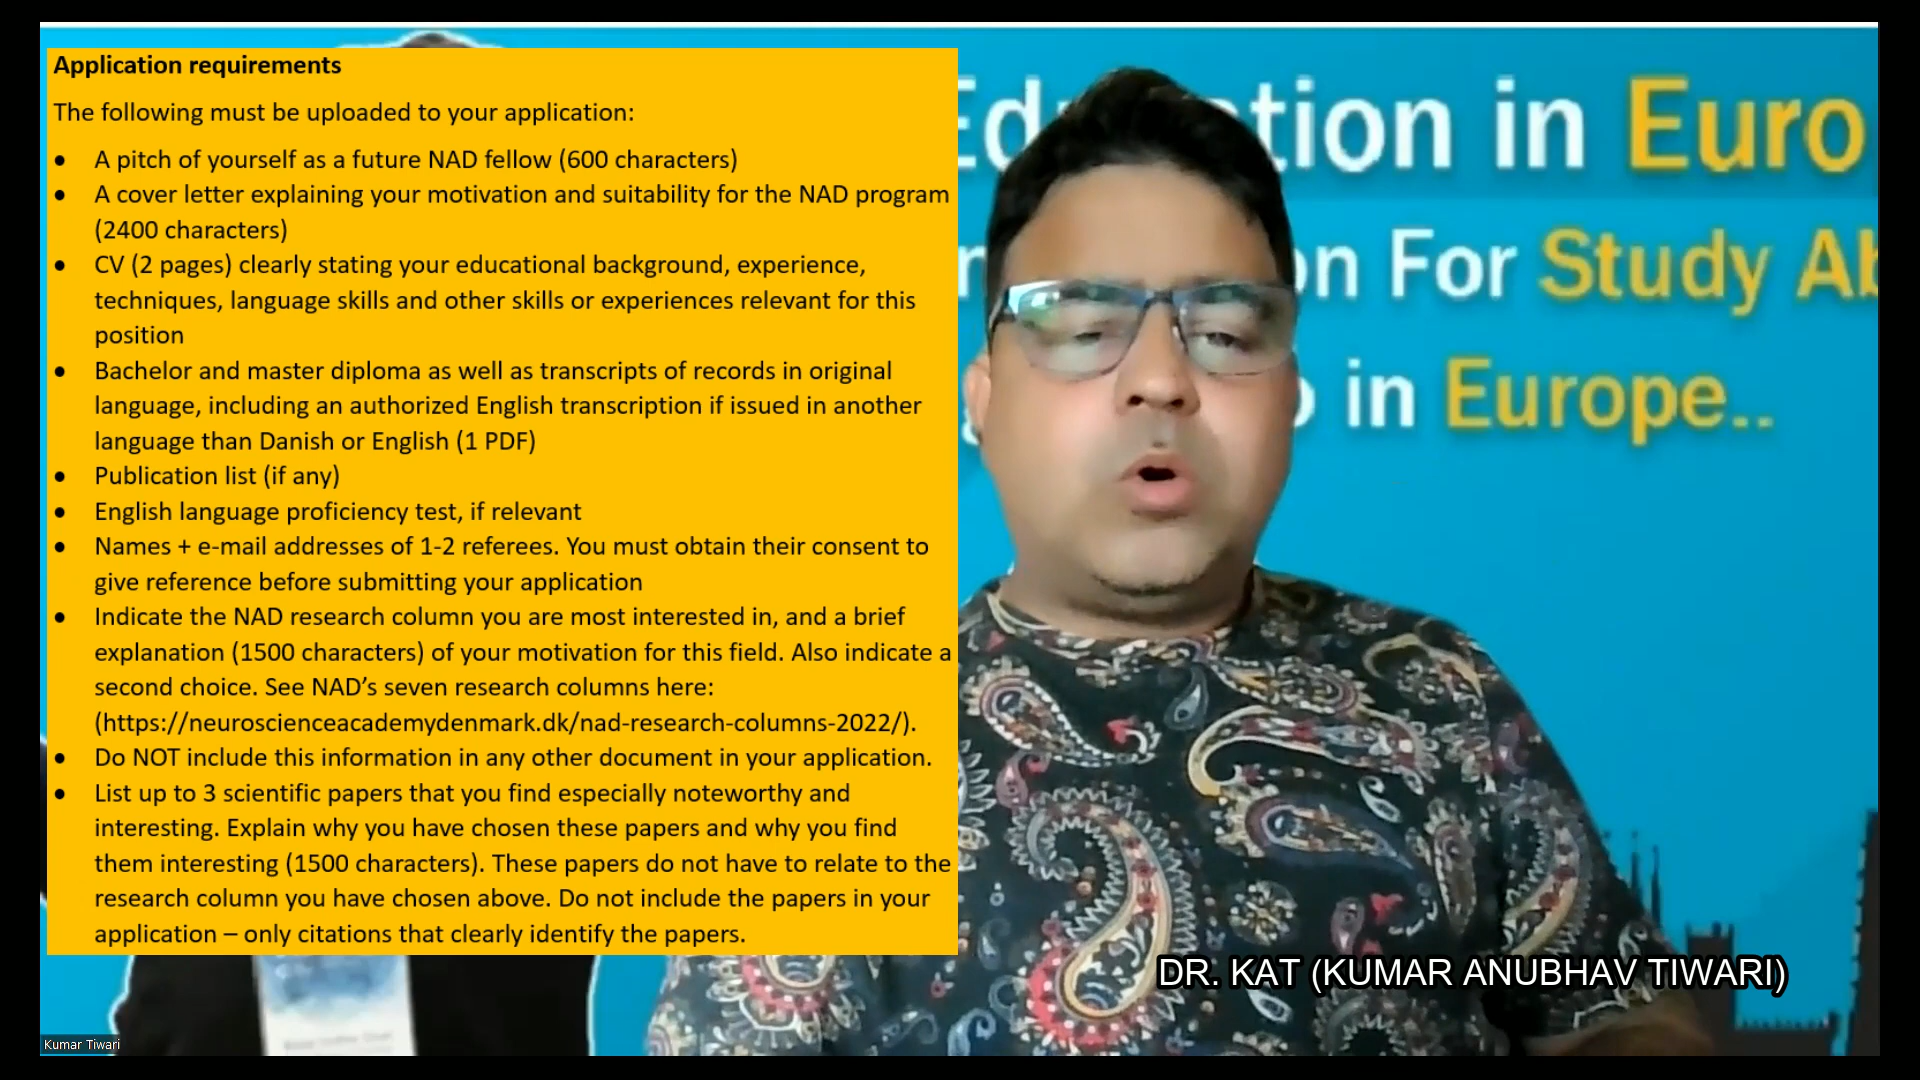 Application requirements
The following must be uploaded to your application:
● A pitch of yourself as a future NAD fellow (600 characters)
● A cover letter explaining your motivation and suitability for the NAD program
(2400 characters)
● CV (2 pages) clearly stating your educational background, experience,
techniques, language skills and other skills or experiences relevant for this
position
● Bachelor and master diploma as well as transcripts of records in original
language, including an authorized English transcription if issued in another
language than Danish or English (1 PDF)
● Publication list (if any)
● English language proficiency test, if relevant
● Names + e-mail addresses of 1-2 referees. You must obtain their consent to
give reference before submitting your application
● Indicate the NAD research column you are most interested in, and a brief
explanation (1500 characters) of your motivation for this field. Also indicate a
second choice. See NAD’s seven research columns here:
(https://neuroscienceacademydenmark.dk/nad-research-columns-2022/).
● Do NOT include this information in any other document in your application.
● List up to 3 scientific papers that you find especially noteworthy and
interesting. Explain why you have chosen these papers and why you find
them interesting (1500 characters). These papers do not have to relate to the
research column you have chosen above. Do not include the papers in your
application – only citations that clearly identify the papers.
Ed tion in Euro
on For Study Ab
in Europe..
DR. KAT (KUMAR ANUBHAV TIWARI)
Kumar Tiwari